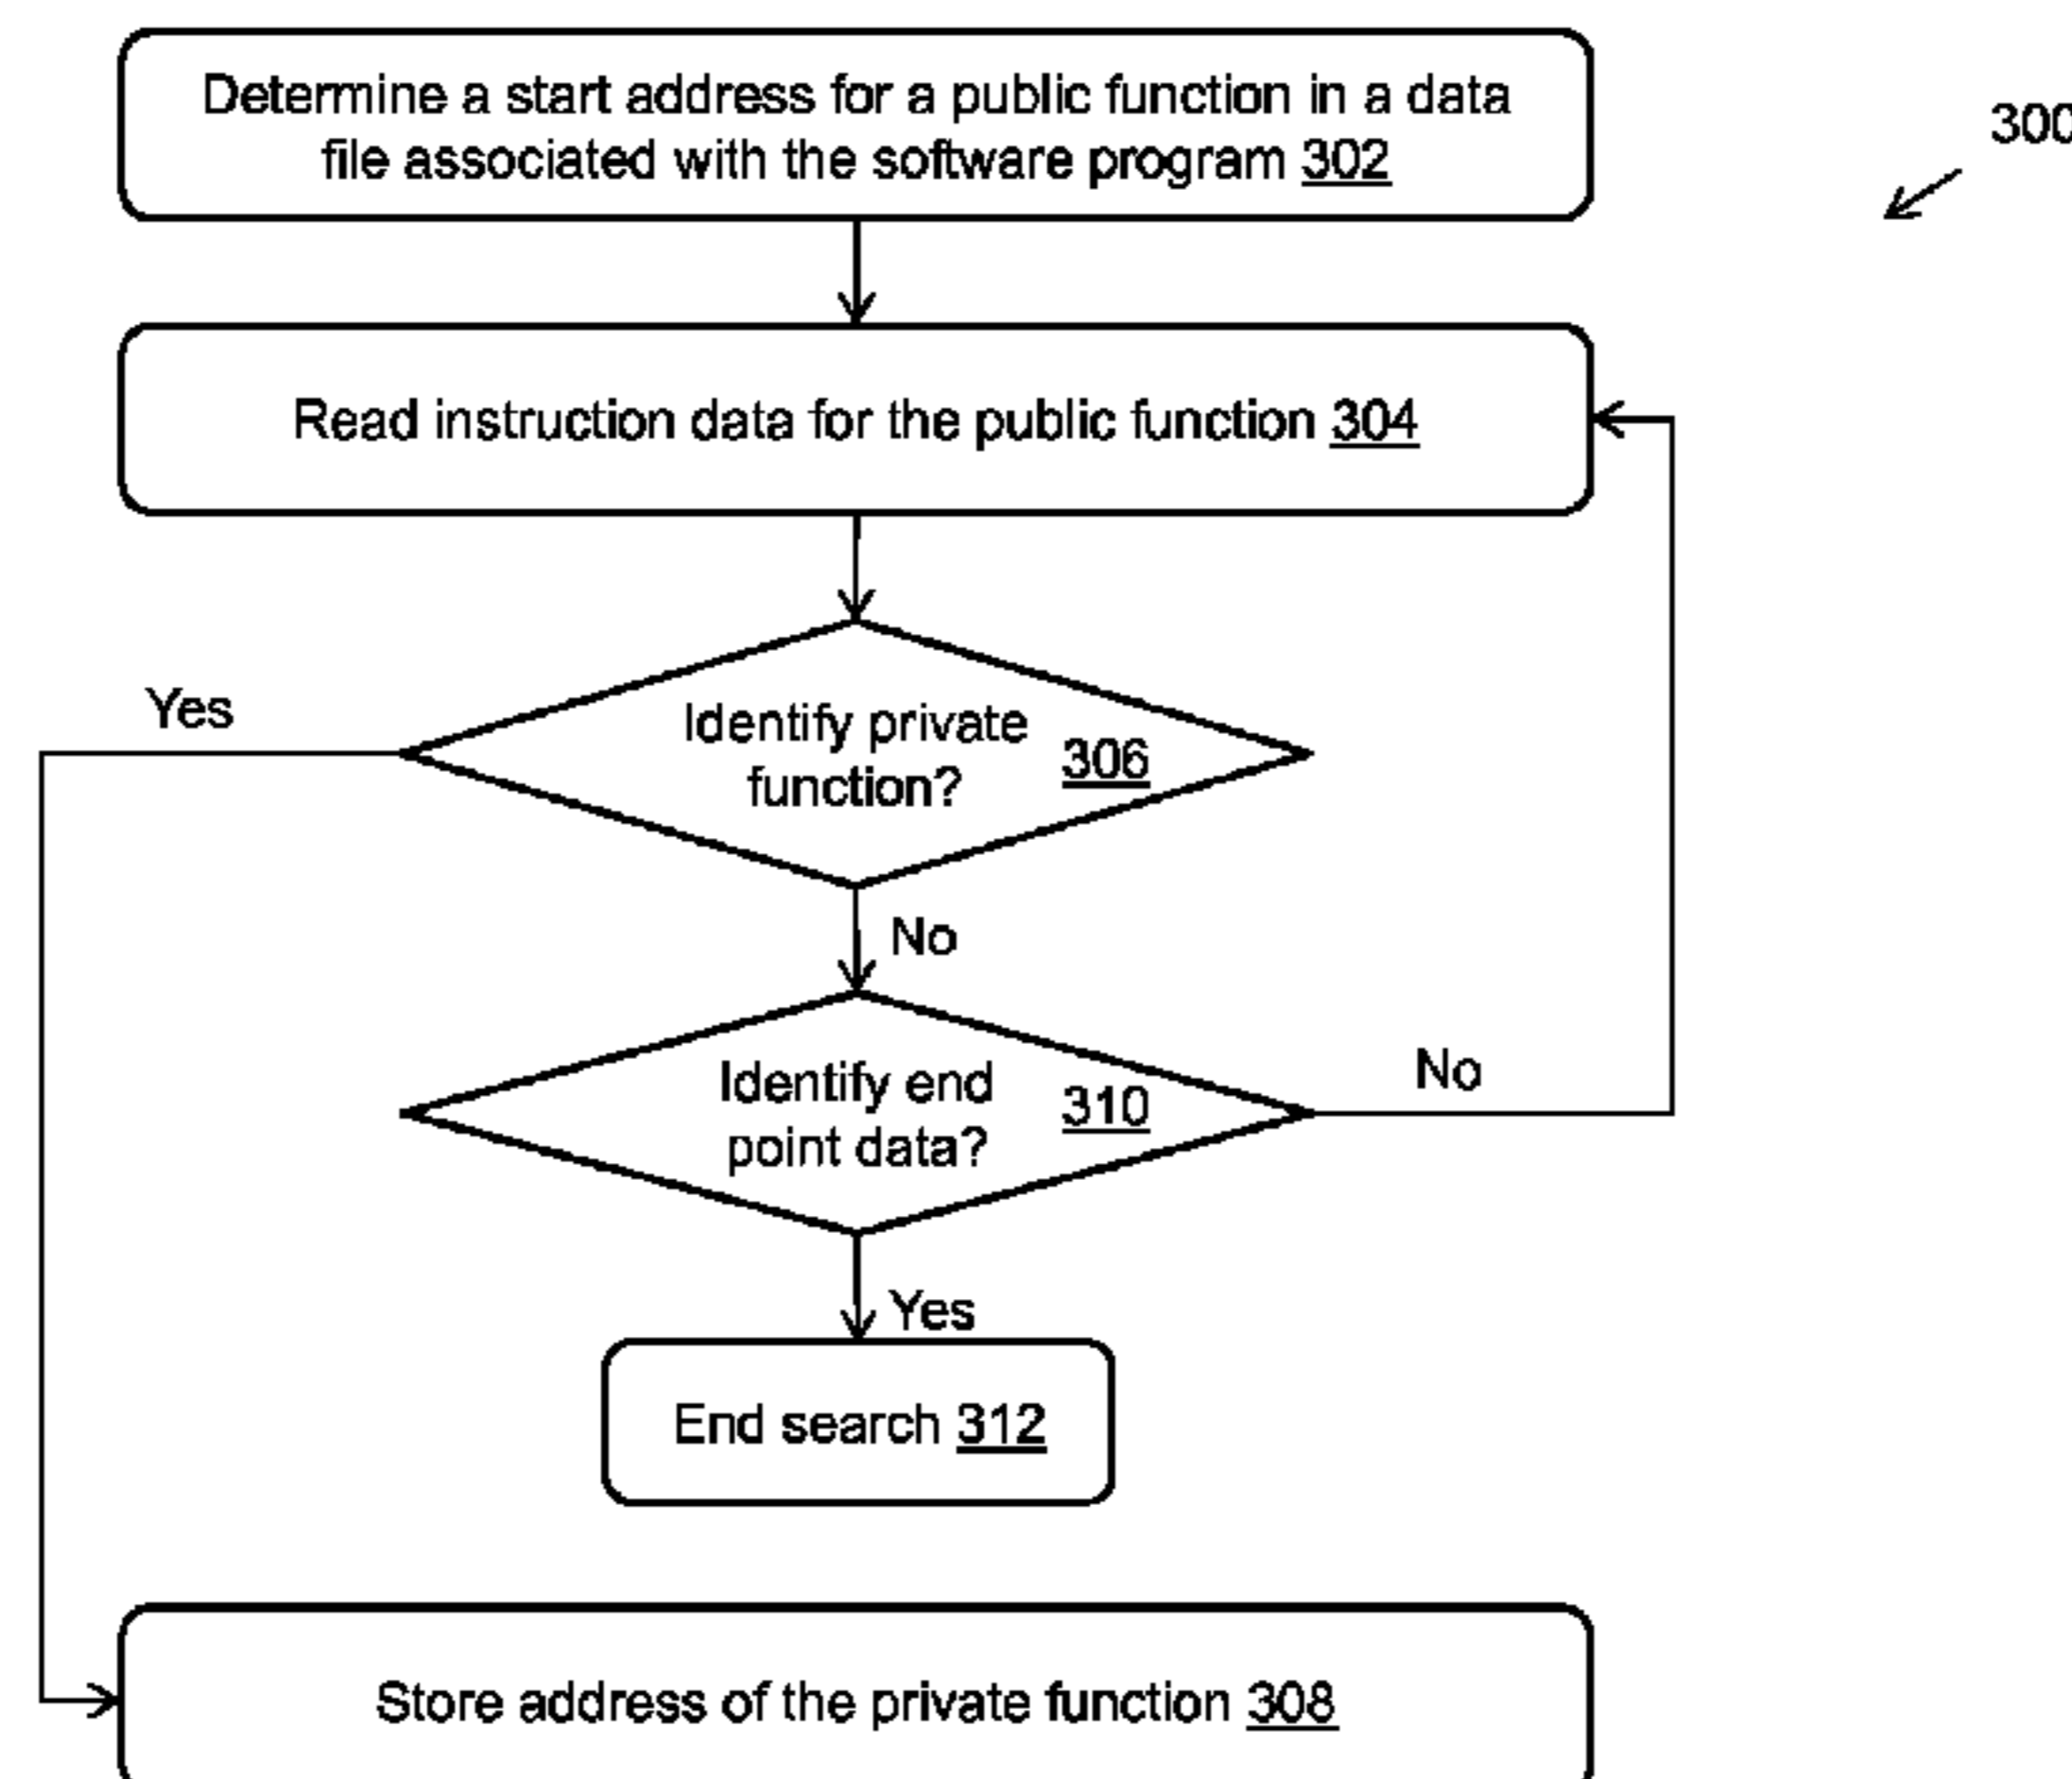 Determine a start address for a public function in a data
file associated with the software program 302
300
Read instruction data for the public function 304
Yes
Identify private
function?
306
No
Identify end
point data?
310
No
Yes
End search 312
Store address of the private function 308